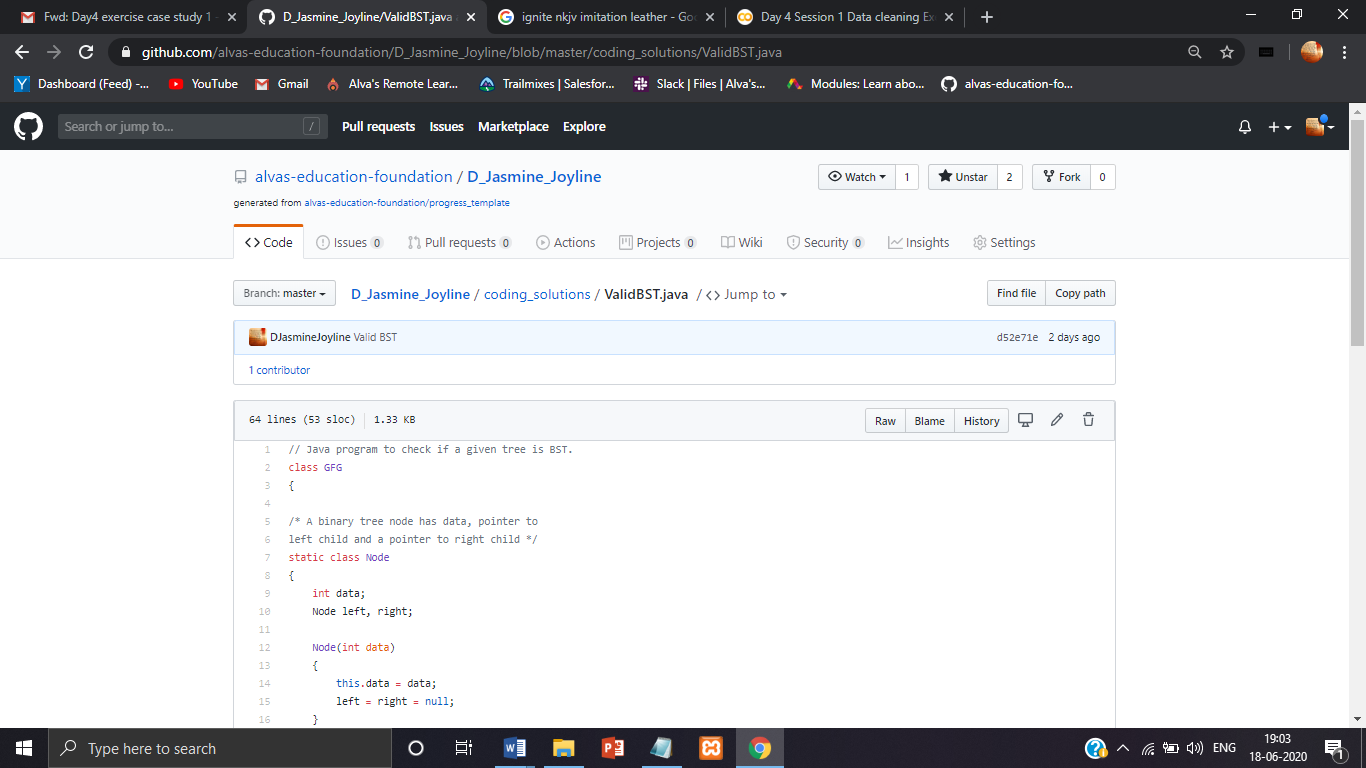 Fwd: Day4 exercise case study 1 -
D_Jasmine_Joyline/ValidBST.java
ignite nkjv imitation leather - Goo
Day 4 Session 1 Data cleaning Ex
github.com/alvas-education-foundation/D_Jasmine_Joyline/blob/master/coding_solutions/ValidBST.java
Dashboard (Feed) -... YouTube Gmail Alva's Remote Lear... Trailmixes | Salesfor... Slack | Files | Alva's... Modules: Learn abo... alvas-education-fo...
Search or jump to... / Pull requests Issues Marketplace Explore
alvas-education-foundation / D_Jasmine_Joyline Watch 1 Unstar 2 Fork 0
generated from alvas-education-foundation/progress_template
Code Issues 0 Pull requests 0 Actions Projects 0 Wiki Security 0 Insights Settings
Branch: master D_Jasmine_Joyline / coding_solutions / ValidBST.java / <> Jump to Find file Copy path
DJasmineJoyline Valid BST d52e71e 2 days ago
1 contributor
64 lines (53 sloc) 1.33 KB Raw Blame History
1 // Java program to check if a given tree is BST.
2 class GFG
3 {
4
5 /* A binary tree node has data, pointer to
6 left child and a pointer to right child */
7 static class Node
8 {
9 int data;
10 Node left, right;
11
12 Node(int data)
13 {
14 this.data = data;
15 left = right = null;
16 }
Type here to search
ENG
19:03
18-06-2020
1